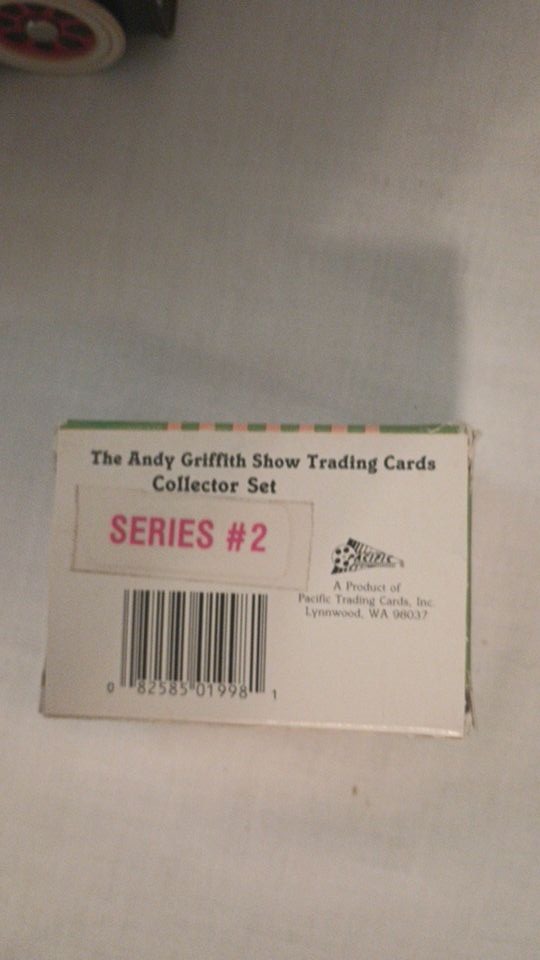 The Andy Griffith Show Trading Cards
Collector Set
SERIES #2
PACIFIC
A Product of
Pacific Trading Cards, Inc.
Lynnwood, WA 98037
0 82585 01998 1